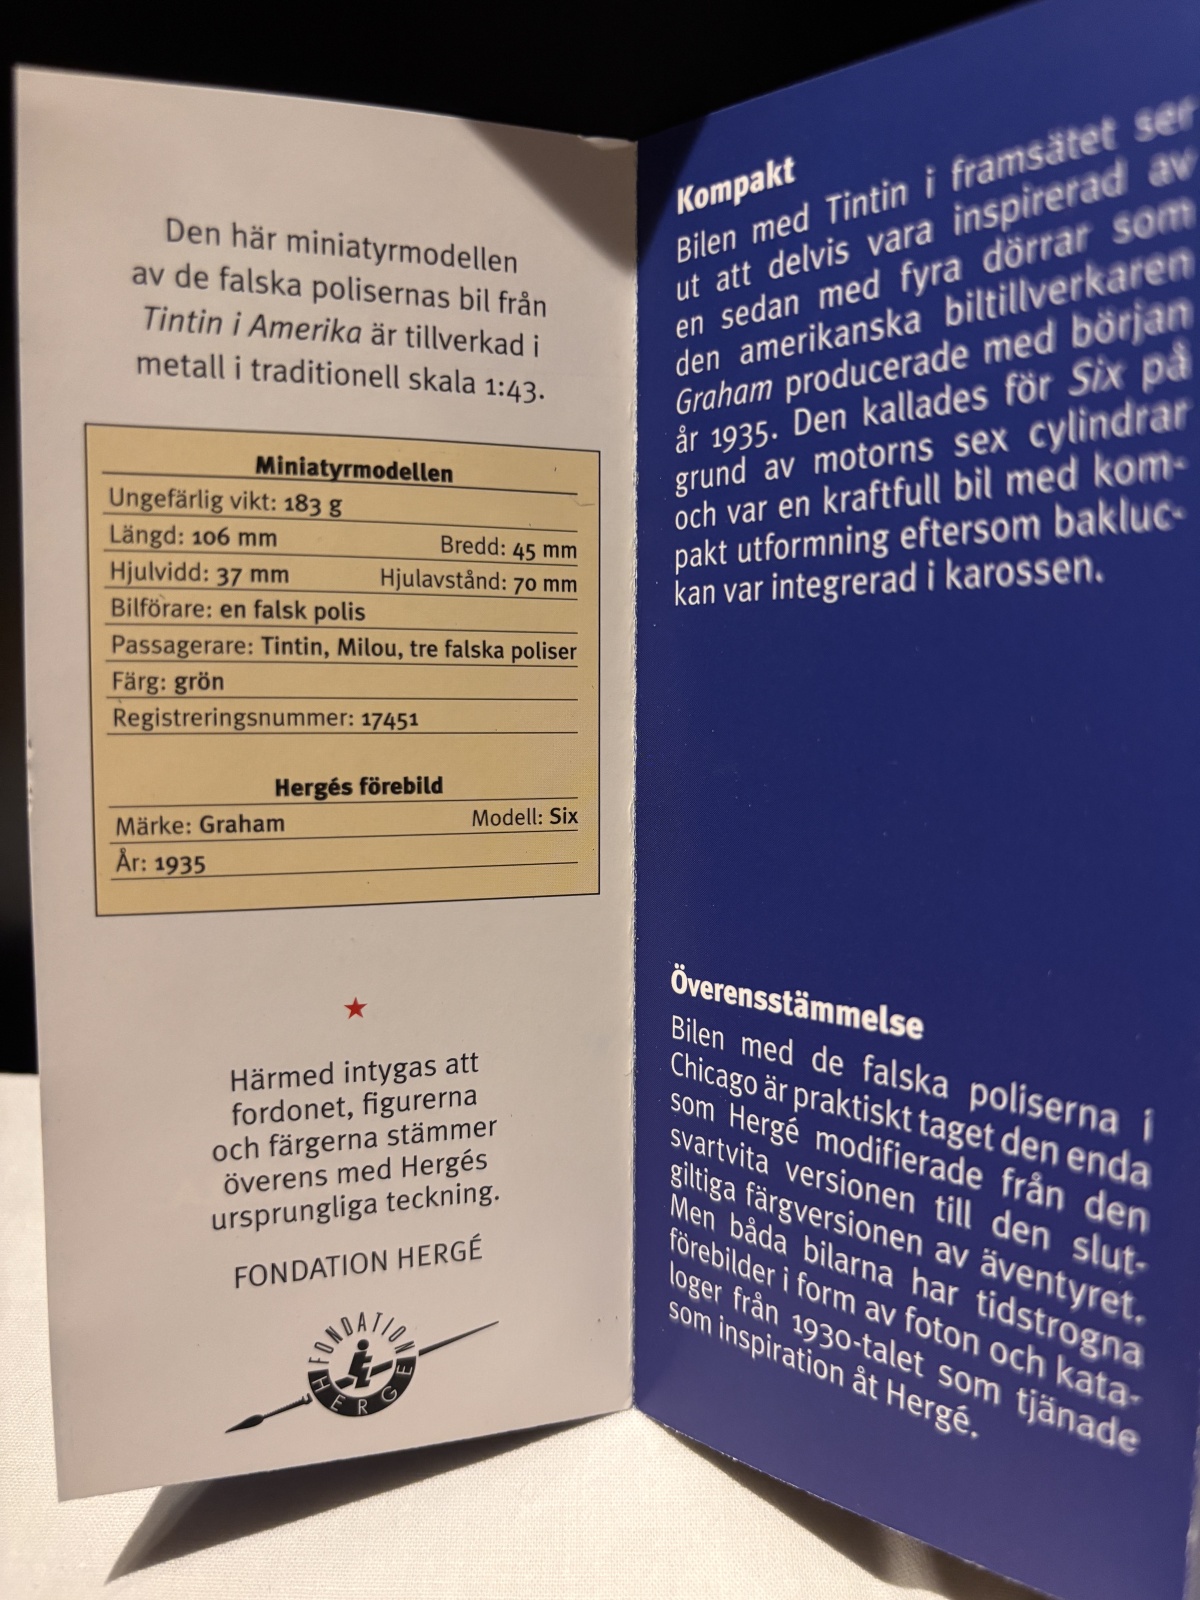 Den här miniatyrmodellen
av de falska polisernas bil från
Tintin i Amerika är tillverkad i
metall i traditionell skala 1:43.
Miniatyrmodellen
Ungefärlig vikt: 183 g
Längd: 106 mm Bredd: 45 mm
Hjulvidd: 37 mm Hjulavstånd: 70 mm
Bilförare: en falsk polis
Passagerare: Tintin, Milou, tre falska poliser
Färg: grön
Registreringsnummer: 17451
Hergés förebild
Märke: Graham Modell: Six
År: 1935
Härmed intygas att
fordonet, figurerna
och färgerna stämmer
överens med Hergés
ursprungliga teckning.
FONDATION HERGÉ
FONDATION
HERGÉ
Kompakt
Bilen med Tintin i framsätet ser
ut att delvis vara inspirerad av
en sedan med fyra dörrar som
den amerikanska biltillverkaren
Graham producerade med början
år 1935. Den kallades för Six på
grund av motorns sex cylindrar
och var en kraftfull bil med kom-
pakt utformning eftersom bakluc-
kan var integrerad i karossen.
Överensstämmelse
Bilen med de falska poliserna i
Chicago är praktiskt taget den enda
som Hergé modifierade från den
svartvita versionen till den slut-
giltiga färgversionen av äventyret.
Men båda bilarna har tidstrogna
förebilder i form av foton och kata-
loger från 1930-talet som tjänade
som inspiration åt Hergé.